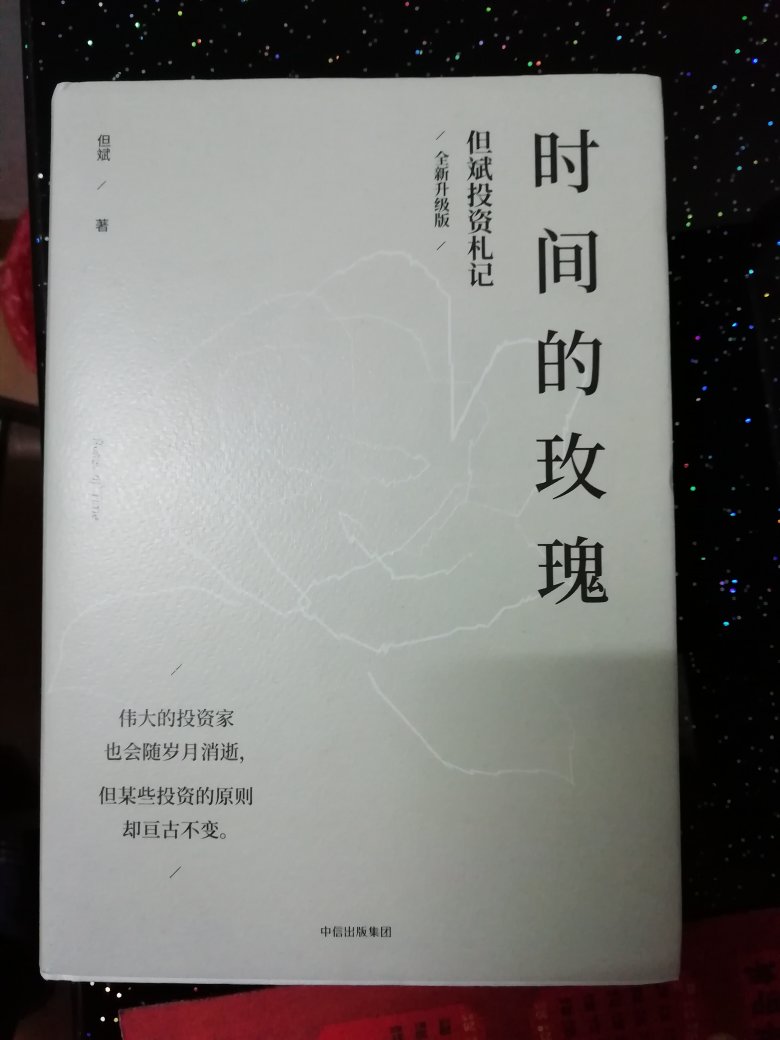 时间的玫瑰
但斌投资札记
/ 全新升级版 /
但斌 / 著
伟大的投资家
也会随岁月消逝,
但某些投资的原则
却亘古不变。
中信出版集团